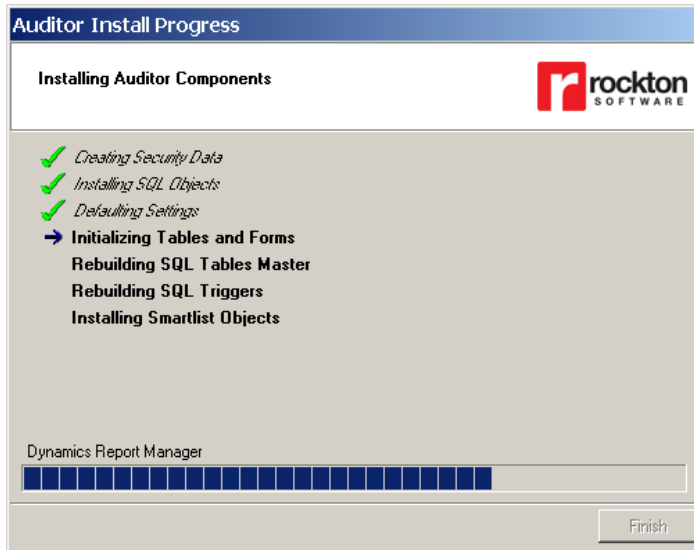 Auditor Install Progress
Installing Auditor Components
rockton
SOFTWARE
Creating Security Data
Installing SQL Objects
Defaulting Settings
Initializing Tables and Forms
Rebuilding SQL Tables Master
Rebuilding SQL Triggers
Installing Smartlist Objects
Dynamics Report Manager
Finish